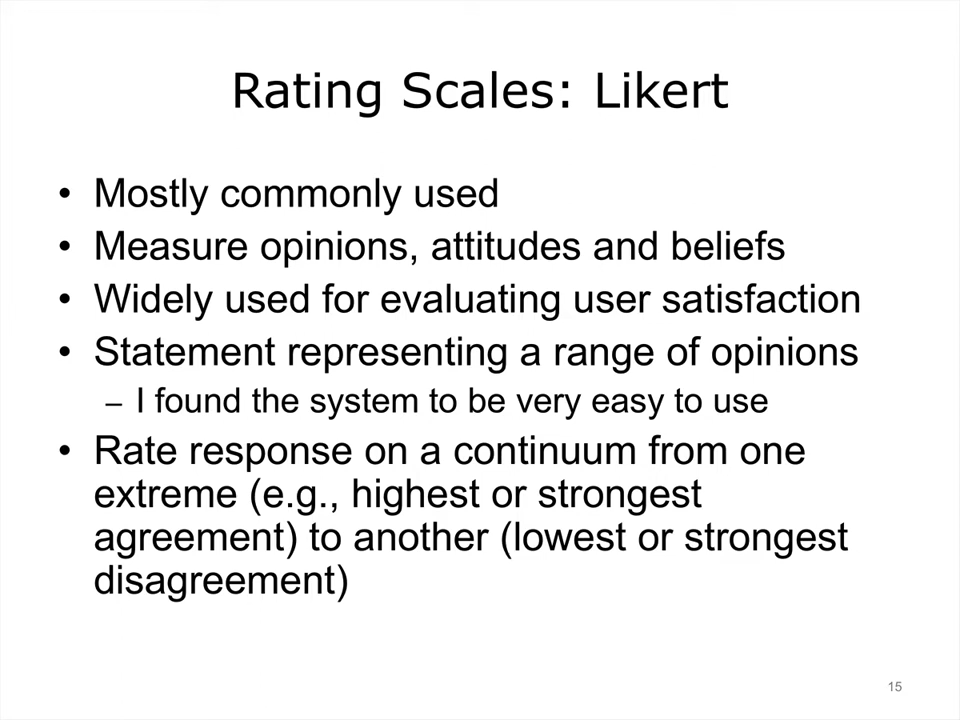 Rating Scales: Likert
• Mostly commonly used
• Measure opinions, attitudes and beliefs
• Widely used for evaluating user satisfaction
• Statement representing a range of opinions
– I found the system to be very easy to use
• Rate response on a continuum from one
extreme (e.g., highest or strongest
agreement) to another (lowest or strongest
disagreement)
15